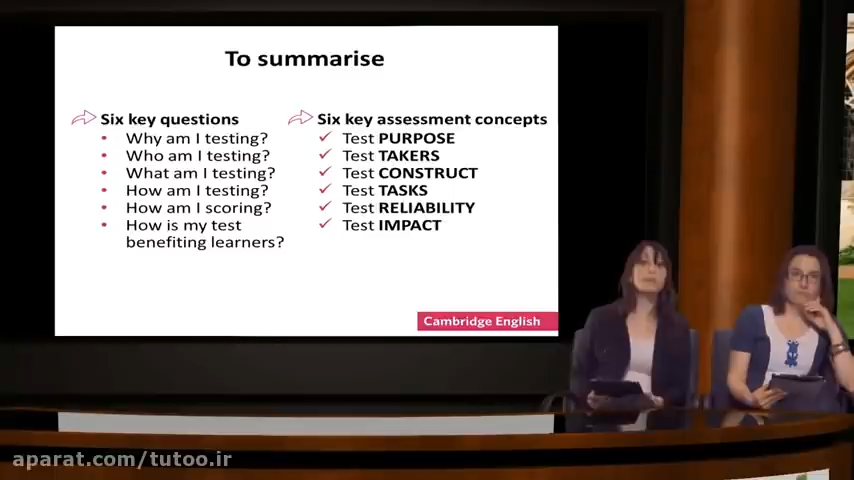 To summarise
Six key questions
Why am I testing?
Who am I testing?
What am I testing?
How am I testing?
How am I scoring?
How is my test
benefiting learners?
Six key assessment concepts
Test PURPOSE
Test TAKERS
Test CONSTRUCT
Test TASKS
Test RELIABILITY
Test IMPACT
Cambridge English
aparat.com/tutoo.ir